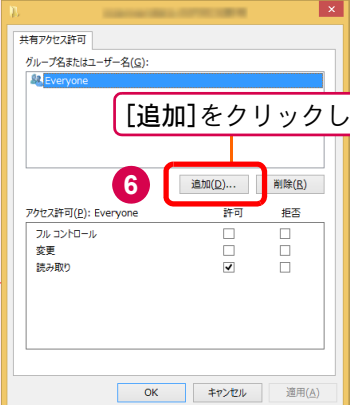 共有アクセス許可
グループ名またはユーザー名(G):
Everyone
[追加]をクリックし
6
追加(D)... 削除(R)
アクセス許可(P): Everyone 許可 拒否
フル コントロール
変更
読み取り
OK キャンセル 適用(A)